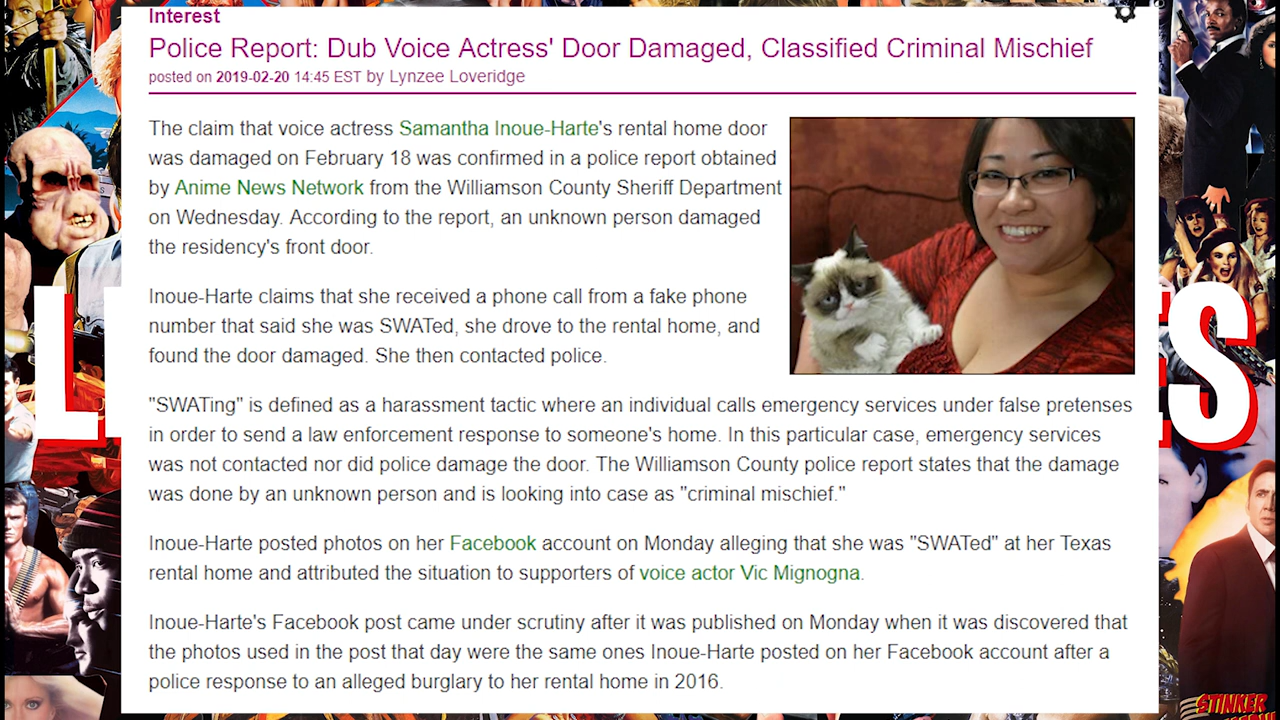 Interest
Police Report: Dub Voice Actress' Door Damaged, Classified Criminal Mischief
posted on 2019-02-20 14:45 EST by Lynzee Loveridge
The claim that voice actress Samantha Inoue-Harte's rental home door
was damaged on February 18 was confirmed in a police report obtained
by Anime News Network from the Williamson County Sheriff Department
on Wednesday. According to the report, an unknown person damaged
the residency's front door.
Inoue-Harte claims that she received a phone call from a fake phone
number that said she was SWATed, she drove to the rental home, and
found the door damaged. She then contacted police.
"SWATing" is defined as a harassment tactic where an individual calls emergency services under false pretenses
in order to send a law enforcement response to someone's home. In this particular case, emergency services
was not contacted nor did police damage the door. The Williamson County police report states that the damage
was done by an unknown person and is looking into case as "criminal mischief."
Inoue-Harte posted photos on her Facebook account on Monday alleging that she was "SWATed" at her Texas
rental home and attributed the situation to supporters of voice actor Vic Mignogna.
Inoue-Harte's Facebook post came under scrutiny after it was published on Monday when it was discovered that
the photos used in the post that day were the same ones Inoue-Harte posted on her Facebook account after a
police response to an alleged burglary to her rental home in 2016.
L
S
STINKER